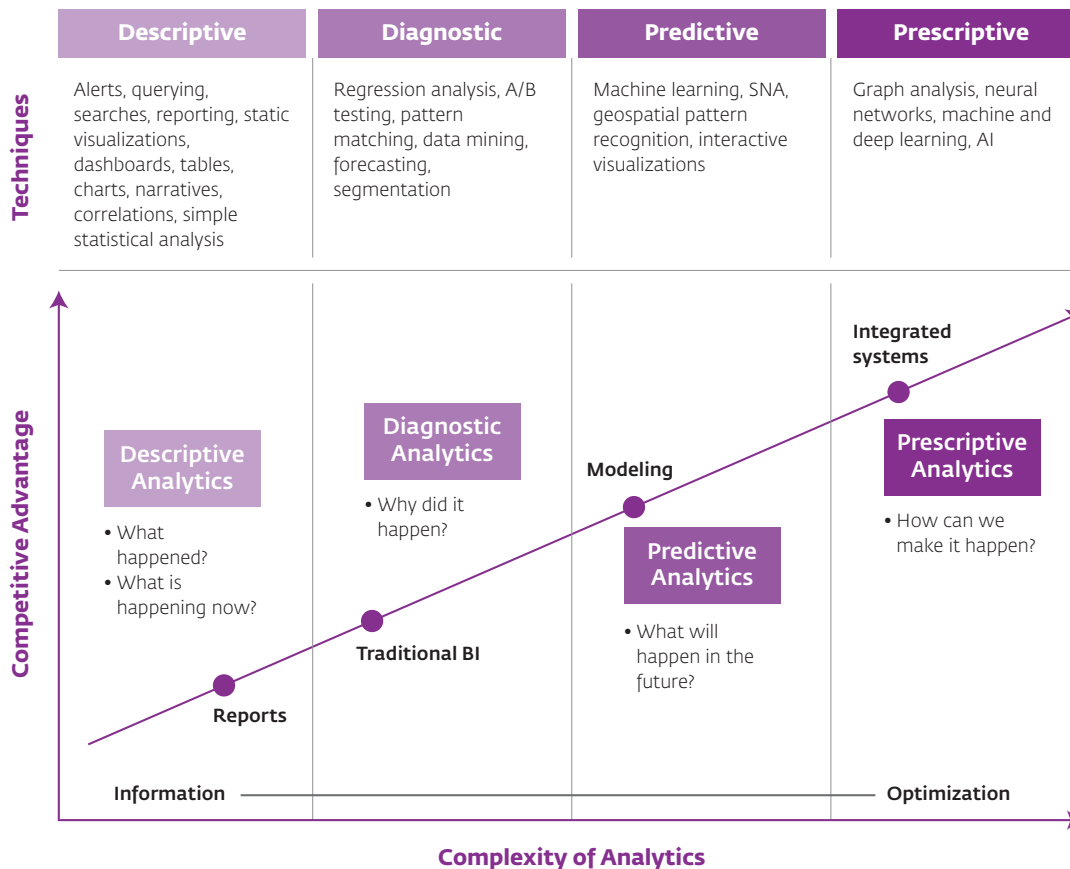 Descriptive
Diagnostic
Predictive
Prescriptive
Techniques
Alerts, querying,
searches, reporting, static
visualizations,
dashboards, tables,
charts, narratives,
correlations, simple
statistical analysis
Regression analysis, A/B
testing, pattern
matching, data mining,
forecasting,
segmentation
Machine learning, SNA,
geospatial pattern
recognition, interactive
visualizations
Graph analysis, neural
networks, machine and
deep learning, AI
Competitive Advantage
Descriptive
Analytics
• What
happened?
• What is
happening now?
Reports
Diagnostic
Analytics
• Why did it
happen?
Traditional BI
Modeling
Predictive
Analytics
• What will
happen in the
future?
Integrated
systems
Prescriptive
Analytics
• How can we
make it happen?
Information
Optimization
Complexity of Analytics